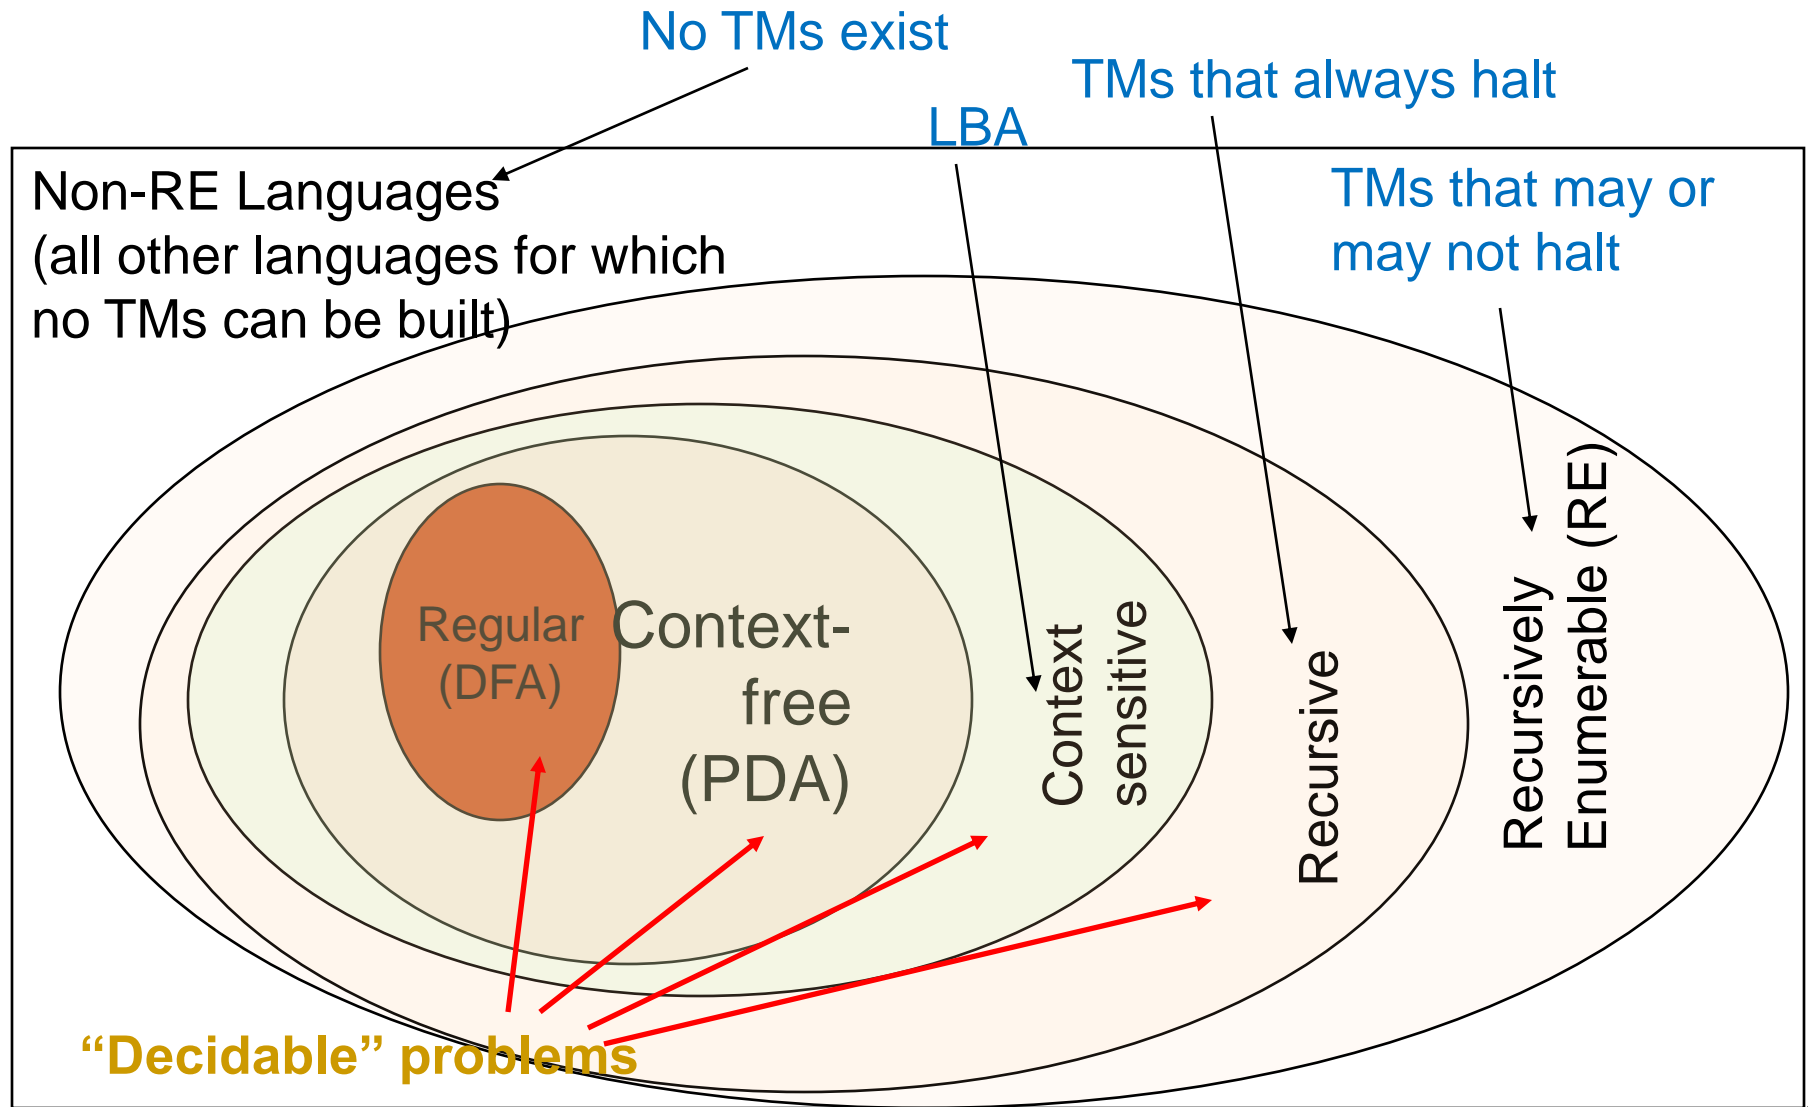 No TMs exist
TMs that always halt
LBA
Non-RE Languages
(all other languages for which
no TMs can be built)
TMs that may or
may not halt
Regular
(DFA)
Context-
free
(PDA)
Context
sensitive
Recursive
Recursively
Enumerable (RE)
“Decidable” problems